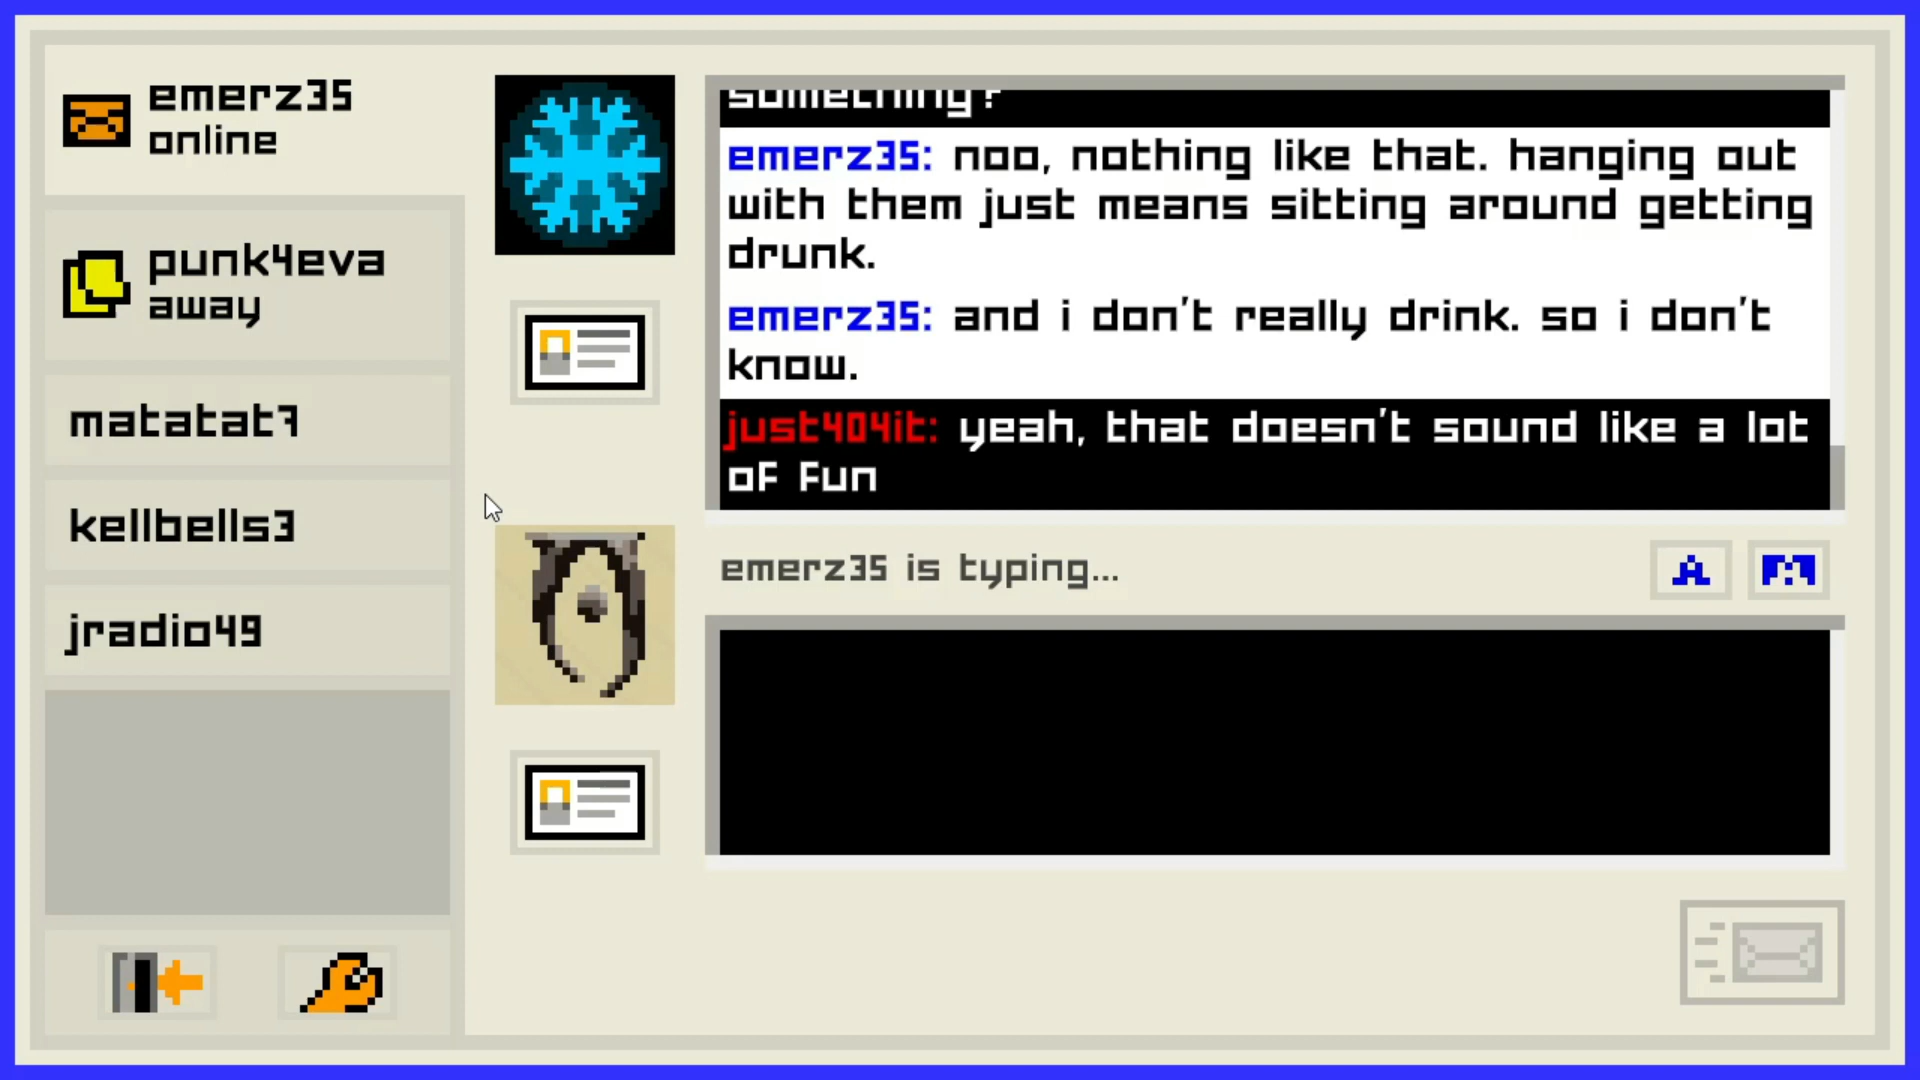 emerz35
online
punk4eva
away
matatat7
kellbells3
jradio49
something?
emerz35: noo, nothing like that. hanging out
with them just means sitting around getting
drunk.
emerz35: and i don't really drink. so i don't
know.
just404it: yeah, that doesn't sound like a lot
of fun
emerz35 is typing...
A